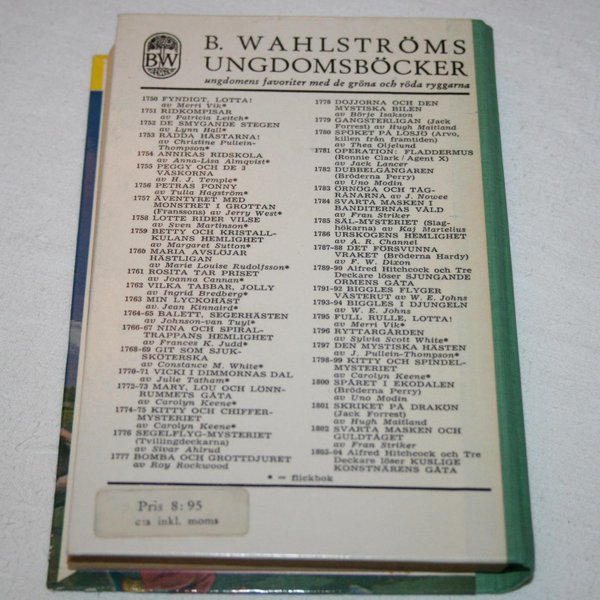 BW
B. WAHLSTRÖMS
UNGDOMSBÖCKER
ungdomens favoriter med de gröna och röda ryggarna
1750 FYNDIGT, LOTTA!
av Merri Vik*
1751 RIDKOMPISAR
av Patricia Leitch*
1752 DE SMYGANDE STEGEN
av Lynn Hall*
1753 RÄDDA HÄSTARNA!
av Christine Pullein-
Thompson*
1754 ANNIKAS RIDSKOLA
av Anna-Lisa Almqvist*
1755 PEGGY OCH DE 3
VÄSKORNA
av H. J. Temple*
1756 PETRAS PONNY
av Tulla Hagström*
1757 ÄVENTYRET MED
MONSTRET I GROTTAN
(Franssons) av Jerry West*
1758 LOTTE RIDER VILSE
av Sven Martinson*
1759 BETTY OCH KRISTALL-
KULANS HEMLIGHET
av Margaret Sutton*
1760 MARIA AVSLÖJAR
HÄSTLIGAN
av Marie Louise Rudolfsson*
1761 ROSITA TAR PRISET
av Joanna Cannan*
1762 VILKA TABBAR, JOLLY
av Ingrid Bredberg*
1763 MIN LYCKOHÄST
av Jean Kinnaird*
1764-65 BALETT, SEGERHÄSTEN
av Johnson-van Tuyl*
1766-67 NINA OCH SPIRAL-
TRAPPANS HEMLIGHET
av Frances K. Judd*
1768-69 GIT SOM SJUK-
SKÖTERSKA
av Constance M. White*
1770-71 VICKI I DIMMORNAS DAL
av Julie Tatham*
1772-73 MARY, LOU OCH LÖNN-
RUMMETS GÅTA
av Carolyn Keene*
1774-75 KITTY OCH CHIFFER-
MYSTERIET
av Carolyn Keene*
1776 SEGELFLYG-MYSTERIET
(Tvillingdeckarna)
av Sivar Ahlrud
1777 BOMBA OCH GROTTDJURET
av Roy Rockwood
1778 DOJJORNA OCH DEN
MYSTISKA BILEN
av Börje Isakson
1779 GANGSTERLIGAN (Jack
Forrest) av Hugh Maitland
1780 SPÖKET PÅ LOSJÖ (Arvo,
killen från framtiden)
av Thea Oljelund
1781 OPERATION: FLADDERMUS
(Ronnie Clark / Agent X)
av Jack Lancer
1782 DUBBELGÅNGAREN
(Bröderna Perry)
av Uno Modin
1783 ÖRNÖGA OCH TÅG-
RÅNARNA av J. Nowee
1784 SVARTA MASKEN I
BANDITERNAS VÅLD
av Fran Striker
1785 SÄL-MYSTERIET (Slag-
hökarna) av Kaj Martelius
1786 URSKOGENS HEMLIGHET
av A. R. Channel
1787-88 DET FÖRSVUNNA
VRAKET (Bröderna Hardy)
av F. W. Dixon
1789-90 Alfred Hitchcock och Tre
Deckare löser SJUNGANDE
ORMENS GÅTA
1791-92 BIGGLES FLYGER
VÄSTERUT av W. E. Johns
1793-94 BIGGLES I DJUNGELN
av W. E. Johns
1795 FULL RULLE, LOTTA!
av Merri Vik*
1796 RYTTARGÅRDEN
av Sylvia Scott White*
1797 DEN MYSTISKA HÄSTEN
av J. Pullein-Thompson*
1798-99 KITTY OCH SPINDEL-
MYSTERIET
av Carolyn Keene*
1800 SPÅRET I EKODALEN
(Bröderna Perry)
av Uno Modin
1801 SKRIKET PÅ DRAKÖN
(Jack Forrest)
av Hugh Maitland
1802 SVARTA MASKEN OCH
GULDTÅGET
av Fran Striker
1803-04 Alfred Hitchcock och Tre
Deckare löser KUSLIGE
KONSTNÄRENS GÅTA
* = flickbok
Pris 8:95
c:a inkl. moms